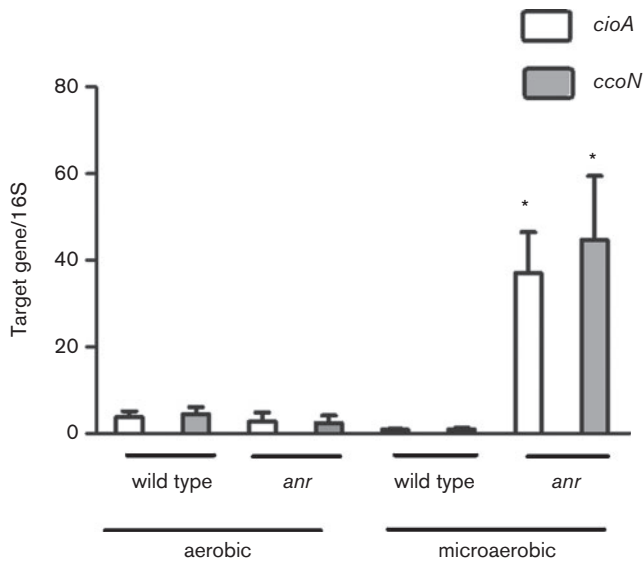 cioA
ccoN
80
60
40
20
0
Target gene/16S
*
*
wild type
anr
wild type
anr
aerobic
microaerobic